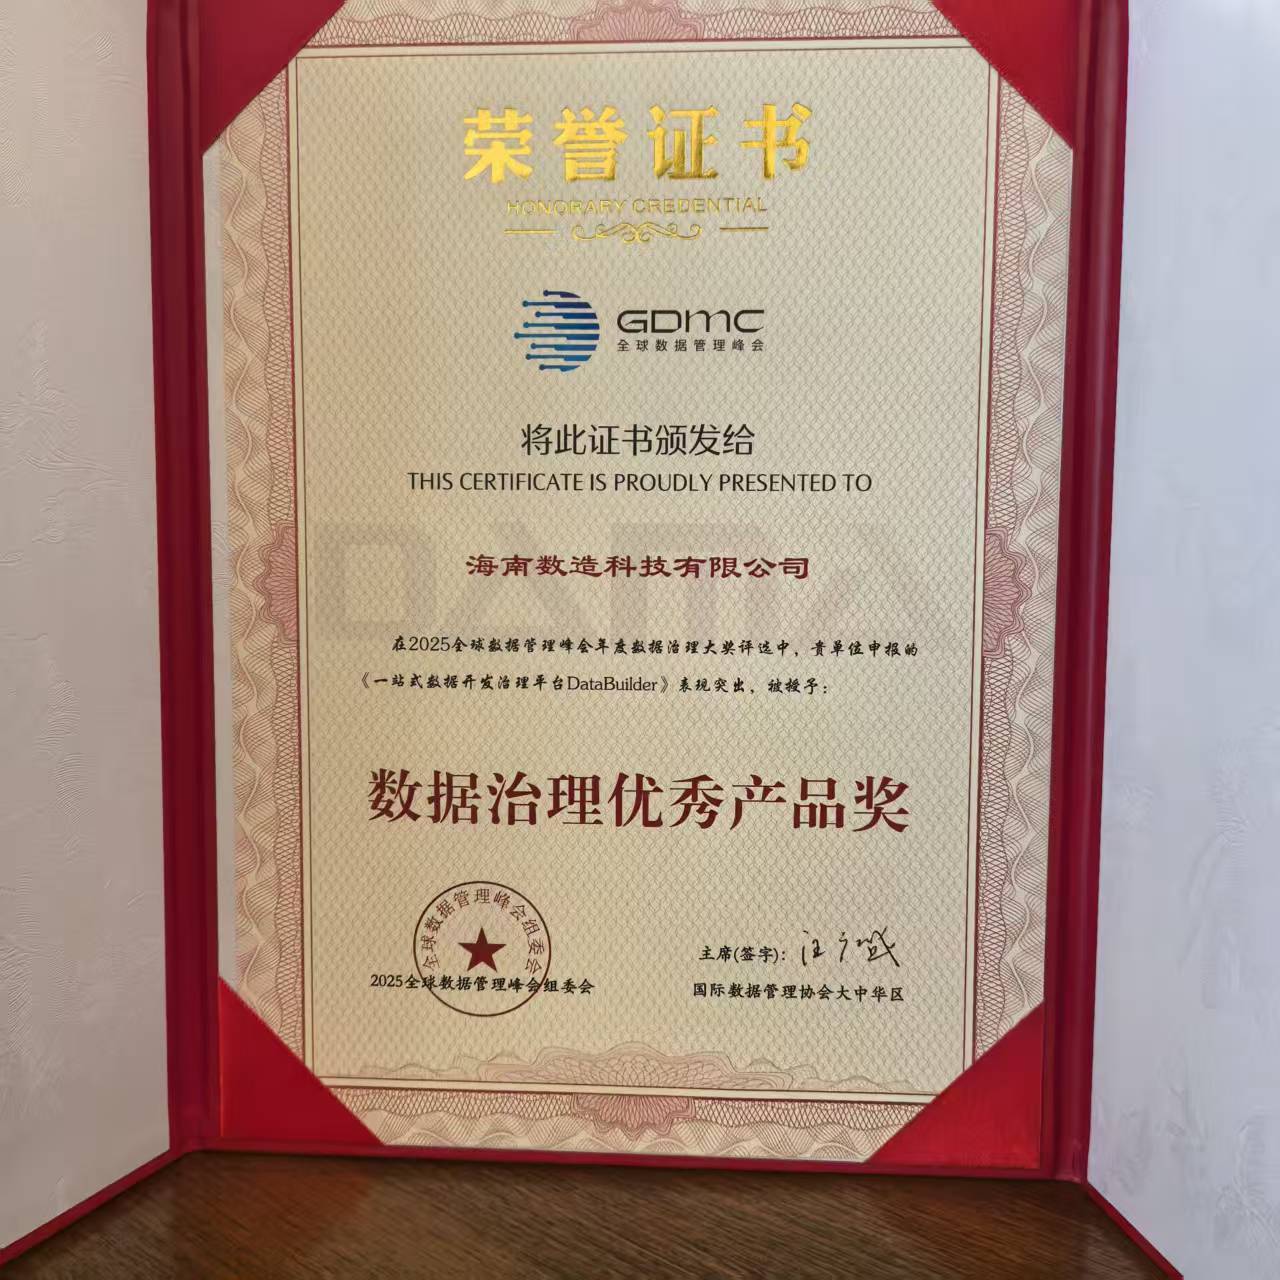 荣誉证书
HONORARY CREDENTIAL
GDMC
全球数据管理峰会
将此证书颁发给
THIS CERTIFICATE IS PROUDLY PRESENTED TO
DAMA
海南数造科技有限公司
在2025全球数据管理峰会年度数据治理大奖评选中，贵单位申报的
《一站式数据开发治理平台DataBuilder》表现突出，被授予：
数据治理优秀产品奖
全球数据管理峰会组委会
2025全球数据管理峰会组委会
主席(签字)：汪广盛
国际数据管理协会大中华区